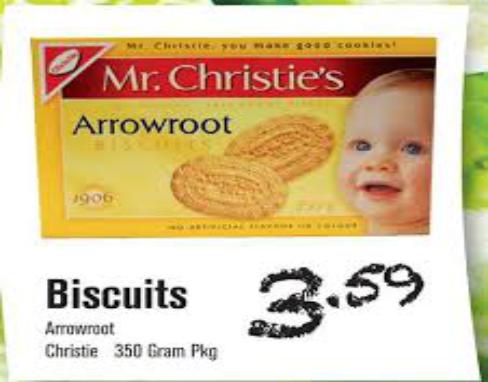 Mr. Christie, you make good cookies!
Mr. Christie's
Arrowroot
BISCUITS
1906
NO ARTIFICIAL FLAVOUR OR COLOUR
Biscuits
3.59
Arrowroot
Christie 350 Gram Pkg